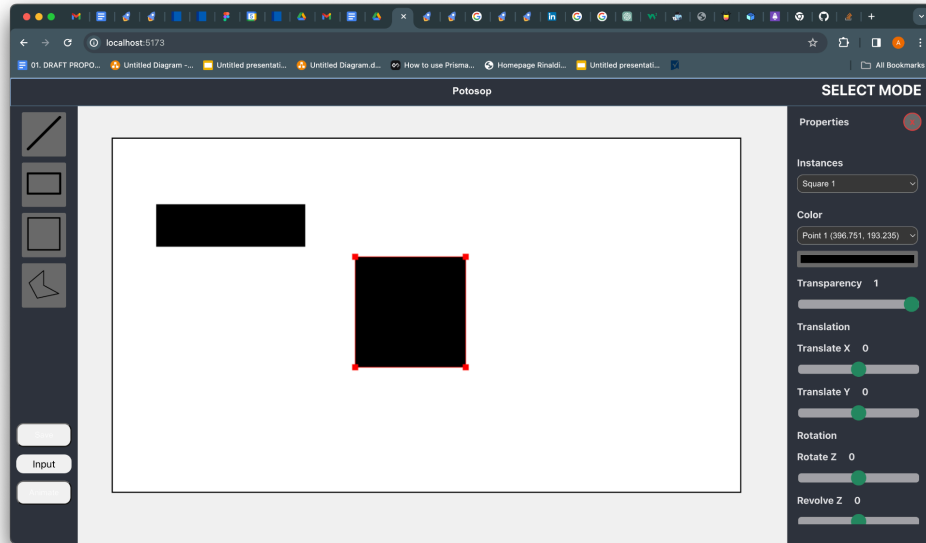 localhost:5173
01. DRAFT PROPO...
Untitled Diagram -...
Untitled presentati...
Untitled Diagram.d...
How to use Prisma...
Homepage Rinaldi...
Untitled presentati...
All Bookmarks
Potosop
SELECT MODE
Properties
Instances
Square 1
Color
Point 1 (396.751, 193.235)
Transparency 1
Translation
Translate X 0
Translate Y 0
Rotation
Rotate Z 0
Revolve Z 0
Input